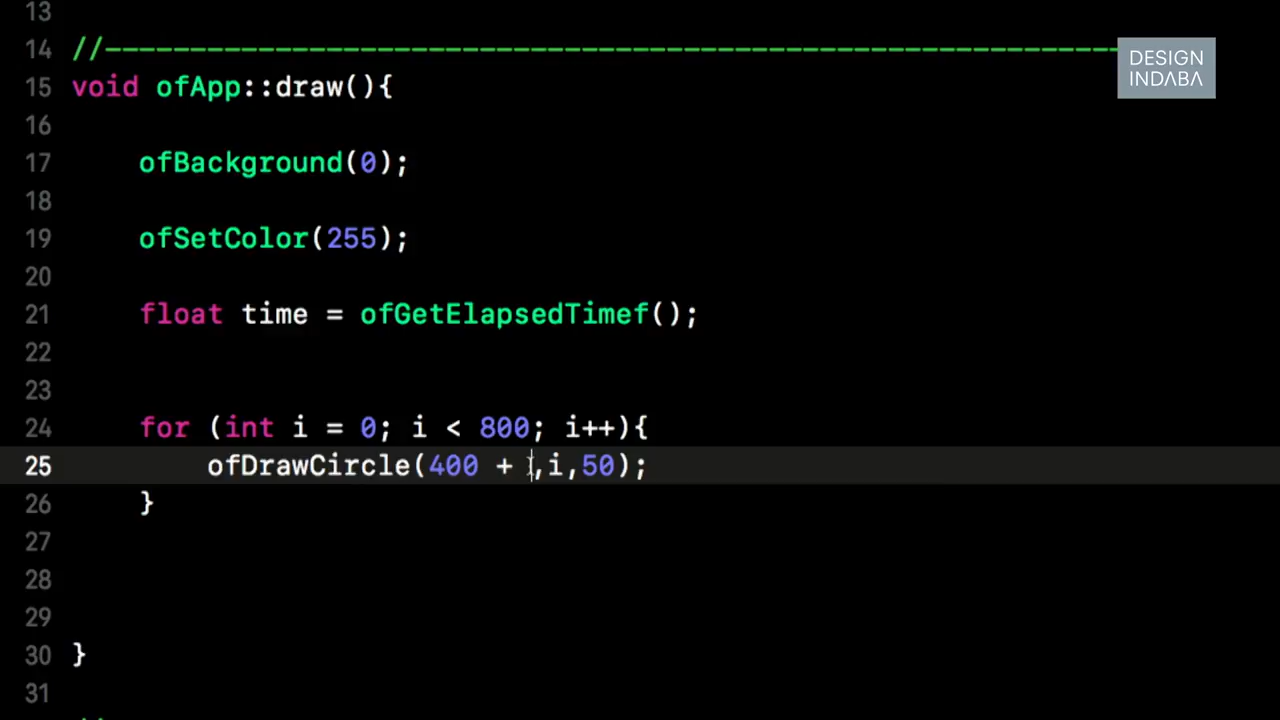 13
14 //------------------------------------------------------------
DESIGN
INDABA
15 void ofApp::draw(){
16
17 ofBackground(0);
18
19 ofSetColor(255);
20
21 float time = ofGetElapsedTimef();
22
23
24 for (int i = 0; i < 800; i++){
25 ofDrawCircle(400 + ,i,50);
26 }
27
28
29
30 }
31